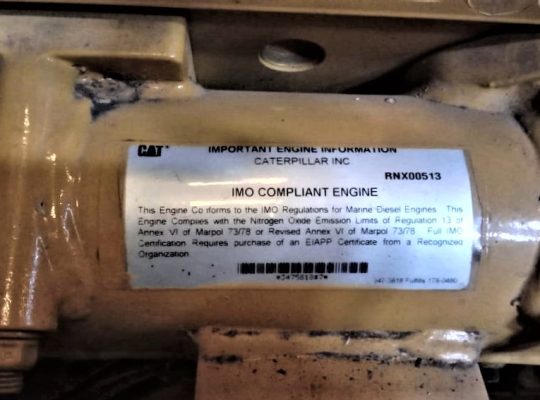 CAT
IMPORTANT ENGINE INFORMATION
CATERPILLAR INC
RNX00513
IMO COMPLIANT ENGINE
This Engine Conforms to the IMO Regulations for Marine Diesel Engines. This
Engine Complies with the Nitrogen Oxide Emission Limits of Regulation 13 of
Annex VI of Marpol 73/78 or Revised Annex VI of Marpol 73/78. Full IMO
Certification Requires purchase of an EIAPP Certificate from a Recognized
Organization